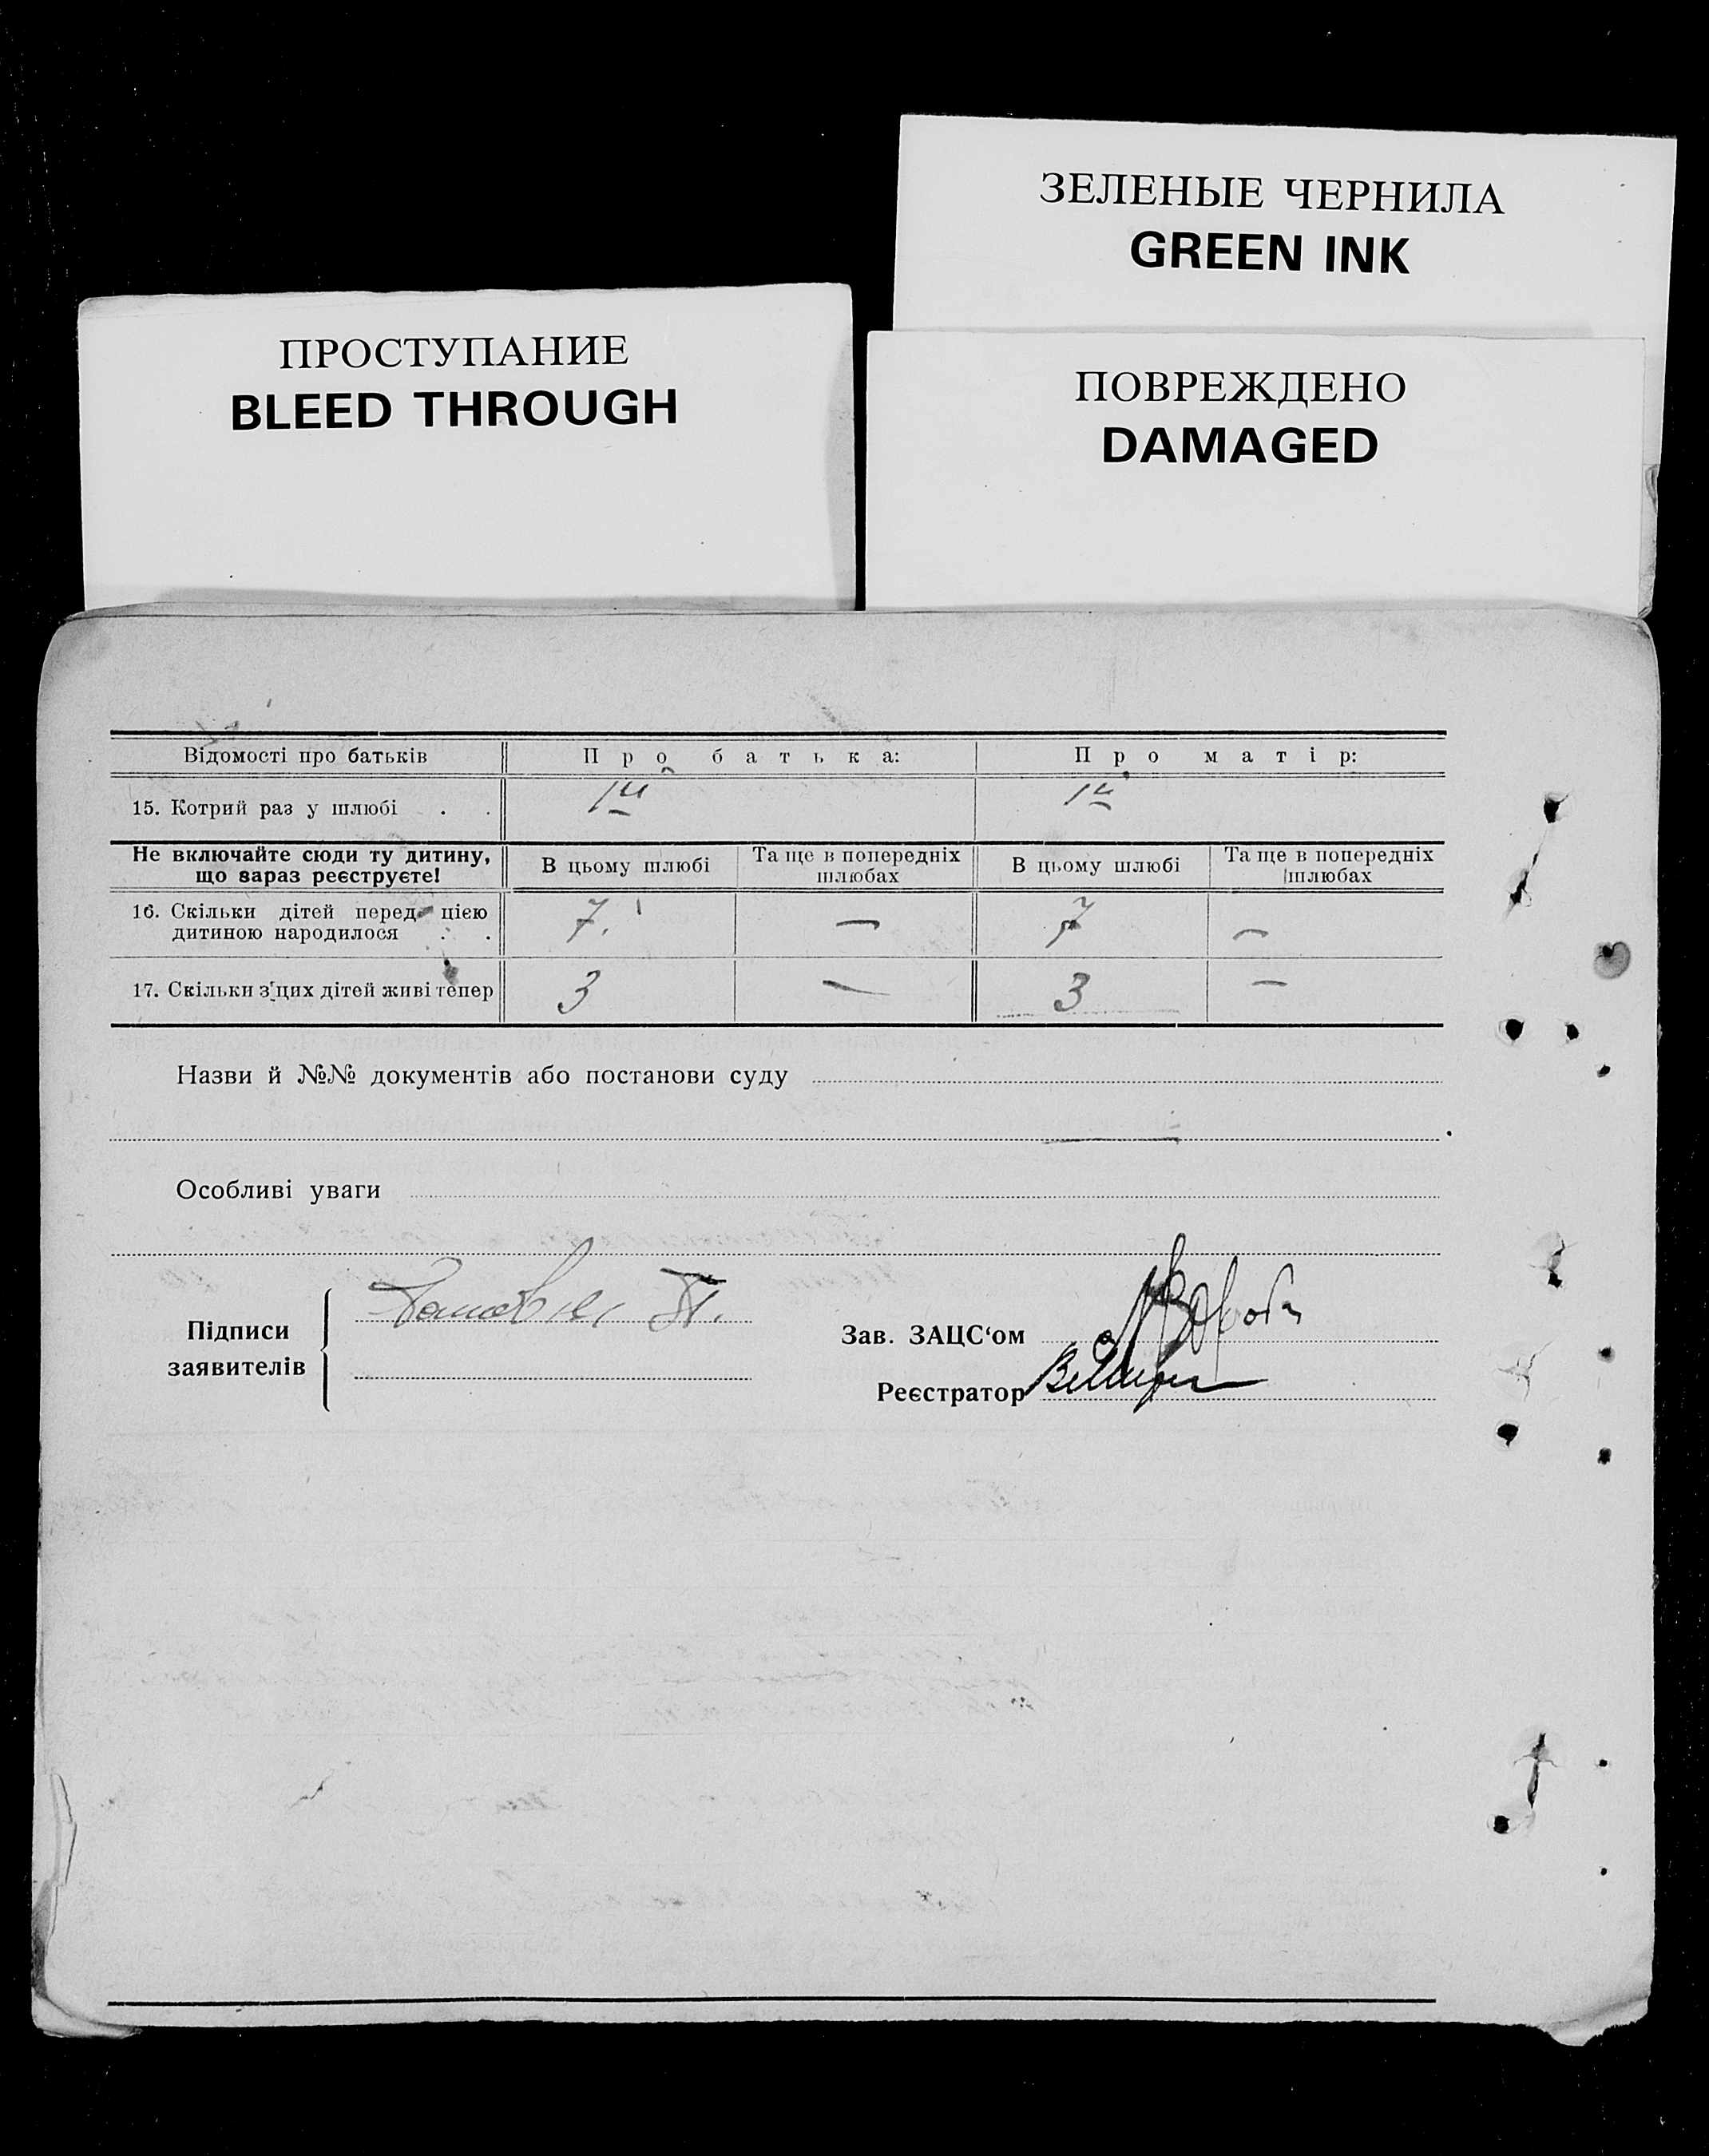 ЗЕЛЕНЫЕ ЧЕРНИЛА
GREEN INK
ПРОСТУПАНИЕ
BLEED THROUGH
ПОВРЕЖДЕНО
DAMAGED
Відомості про батьків Про батька: Про матір:
15. Котрий раз у шлюбі . . 1й 1й
Не включайте сюди ту дитину, що вараз реєструєте! В цьому шлюбі Та ще в попередніх шлюбах В цьому шлюбі Та ще в попередніх шлюбах
16. Скільки дітей перед цією дитиною народилося . . 7. — 7 —
17. Скільки з цих дітей живі тепер 3 — 3 —
Назви й №№ документів або постанови суду
Особливі уваги
Підписи
заявителів
Зав. ЗАЦС‘ом
Реєстратор